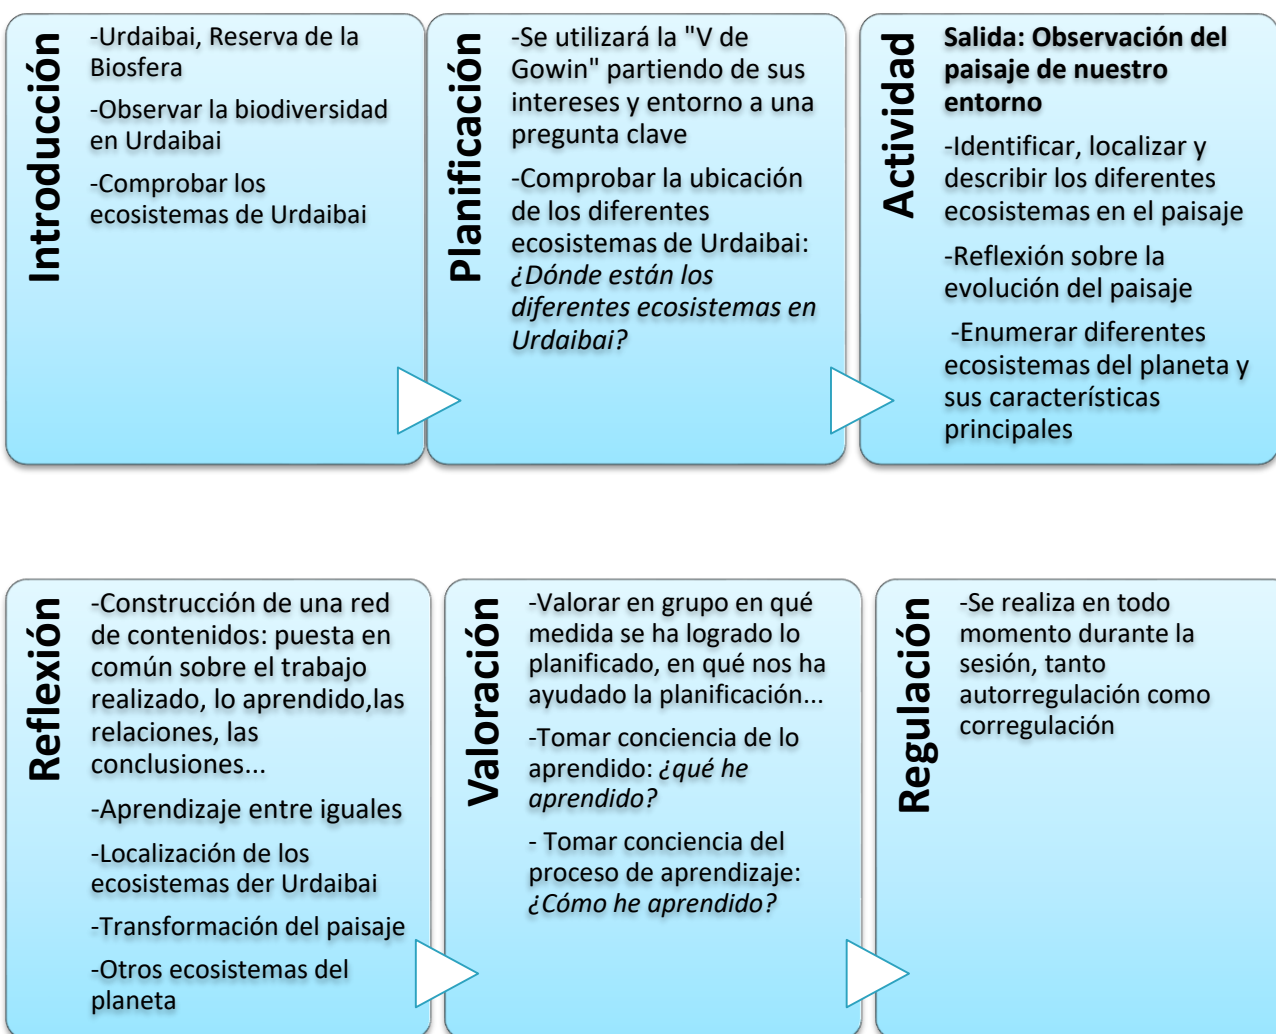 Introducción
-Urdaibai, Reserva de la
Biosfera
-Observar la biodiversidad
en Urdaibai
-Comprobar los
ecosistemas de Urdaibai
Planificación
-Se utilizará la "V de
Gowin" partiendo de sus
intereses y entorno a una
pregunta clave
-Comprobar la ubicación
de los diferentes
ecosistemas de Urdaibai:
¿Dónde están los
diferentes ecosistemas en
Urdaibai?
Actividad
Salida: Observación del
paisaje de nuestro
entorno
-Identificar, localizar y
describir los diferentes
ecosistemas en el paisaje
-Reflexión sobre la
evolución del paisaje
-Enumerar diferentes
ecosistemas del planeta y
sus características
principales
Reflexión
-Construcción de una red
de contenidos: puesta en
común sobre el trabajo
realizado, lo aprendido,las
relaciones, las
conclusiones...
-Aprendizaje entre iguales
-Localización de los
ecosistemas der Urdaibai
-Transformación del paisaje
-Otros ecosistemas del
planeta
Valoración
-Valorar en grupo en qué
medida se ha logrado lo
planificado, en qué nos ha
ayudado la planificación...
-Tomar conciencia de lo
aprendido: ¿qué he
aprendido?
- Tomar conciencia del
proceso de aprendizaje:
¿Cómo he aprendido?
Regulación
-Se realiza en todo
momento durante la
sesión, tanto
autorregulación como
corregulación